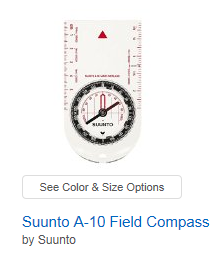 SUUNTO
See Color & Size Options
Suunto A-10 Field Compass
by Suunto